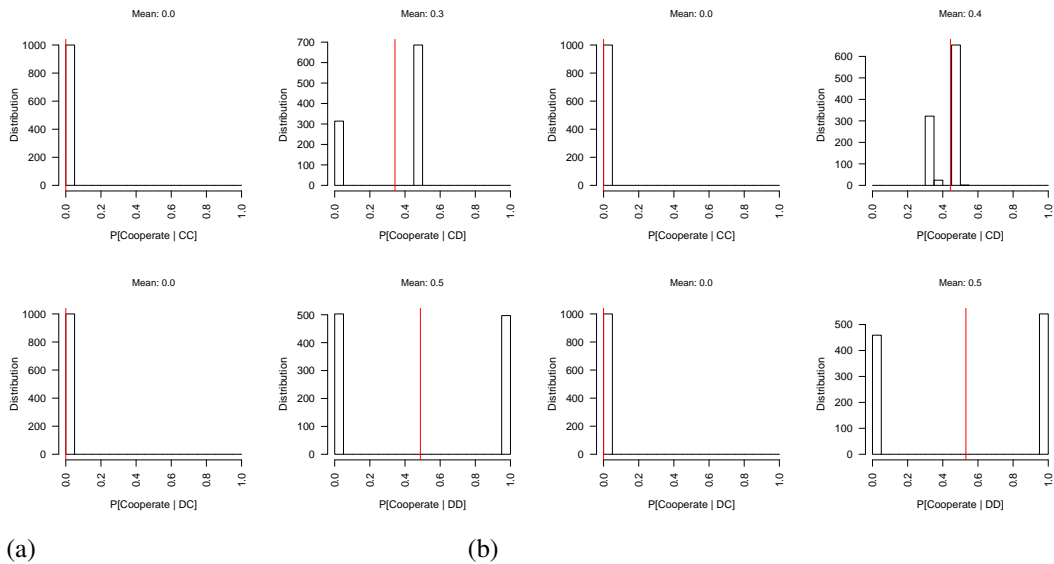 Mean: 0.0
Distribution
1000
800
600
400
200
0
0.0 0.2 0.4 0.6 0.8 1.0
P[Cooperate | CC]
Mean: 0.3
Distribution
700
600
500
400
300
200
100
0
0.0 0.2 0.4 0.6 0.8 1.0
P[Cooperate | CD]
Mean: 0.0
Distribution
1000
800
600
400
200
0
0.0 0.2 0.4 0.6 0.8 1.0
P[Cooperate | CC]
Mean: 0.4
Distribution
600
500
400
300
200
100
0
0.0 0.2 0.4 0.6 0.8 1.0
P[Cooperate | CD]
Mean: 0.0
Distribution
1000
800
600
400
200
0
0.0 0.2 0.4 0.6 0.8 1.0
P[Cooperate | DC]
Mean: 0.5
Distribution
500
400
300
200
100
0
0.0 0.2 0.4 0.6 0.8 1.0
P[Cooperate | DD]
Mean: 0.0
Distribution
1000
800
600
400
200
0
0.0 0.2 0.4 0.6 0.8 1.0
P[Cooperate | DC]
Mean: 0.5
Distribution
500
400
300
200
100
0
0.0 0.2 0.4 0.6 0.8 1.0
P[Cooperate | DD]
(a)
(b)